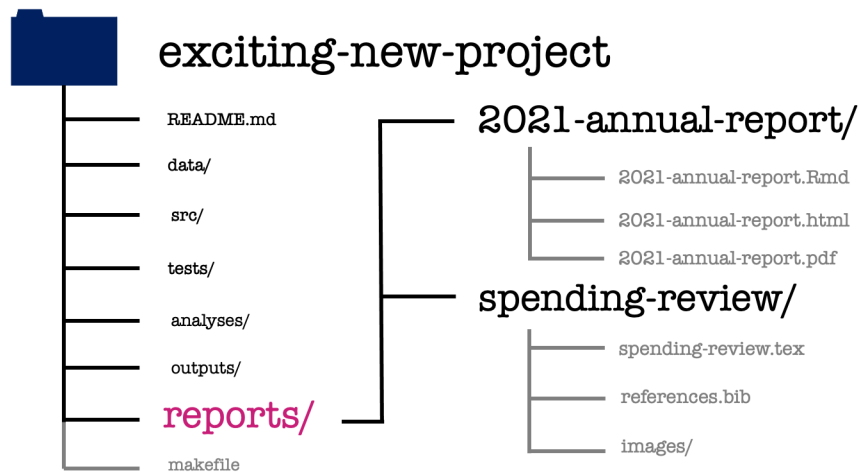 exciting-new-project
README.md
data/
src/
tests/
analyses/
outputs/
reports/
makefile
2021-annual-report/
2021-annual-report.Rmd
2021-annual-report.html
2021-annual-report.pdf
spending-review/
spending-review.tex
references.bib
images/